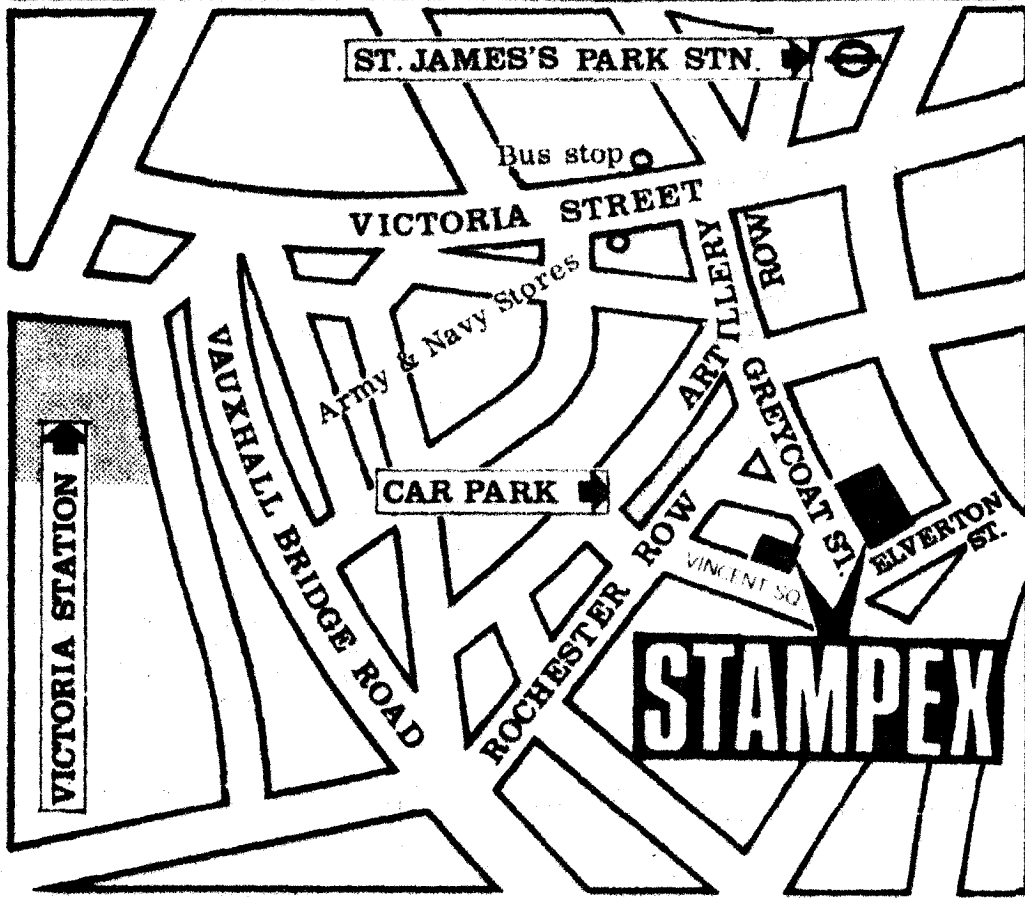 ST. JAMES'S PARK STN.
Bus stop
VICTORIA STREET
ARTILLERY
ROW
Army & Navy Stores
VAUXHALL BRIDGE ROAD
GREYCOAT ST.
CAR PARK
VICTORIA STATION
ROCHESTER ROW
VINCENT SQ
ELVERTON
ST.
STAMPEX